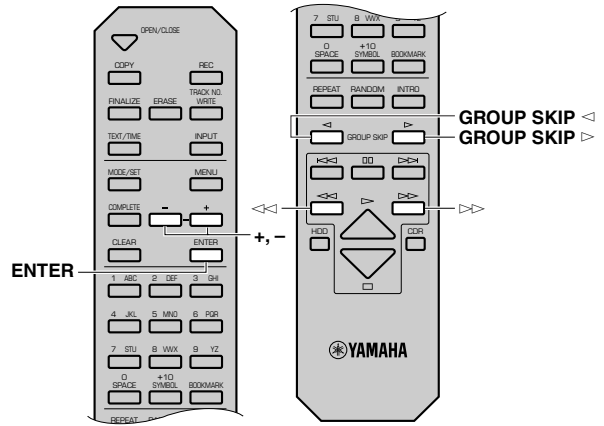 OPEN/CLOSE
COPY REC
FINALIZE ERASE TRACK NO. WRITE
TEXT/TIME INPUT
MODE/SET MENU
COMPLETE – +
CLEAR ENTER
1 ABC 2 DEF 3 GHI
4 JKL 5 MNO 6 PQR
7 STU 8 VWX 9 YZ
0 SPACE +10 SYMBOL BOOKMARK
REPEAT
ENTER
+, –
7 STU 8 VWX
0 SPACE +10 SYMBOL BOOKMARK
REPEAT RANDOM INTRO
GROUP SKIP
HDD CDR
YAMAHA
GROUP SKIP ◁
GROUP SKIP ▷
◁◁
▷▷